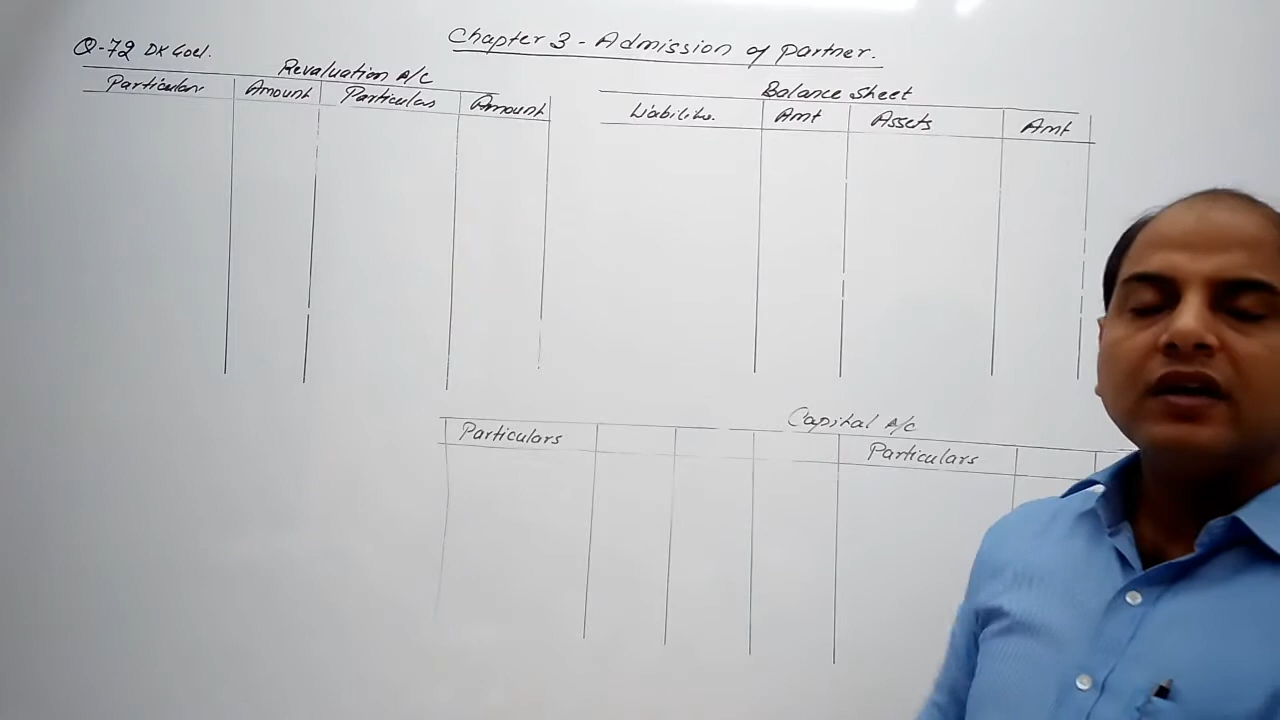 Chapter 3 - Admission of partner.
Q-72 DK Goel.
Revaluation A/C
Particulars Amount Particulars Amount
Balance Sheet
Liabilities. Amt Assets Amt
Capital A/C
Particulars Particulars